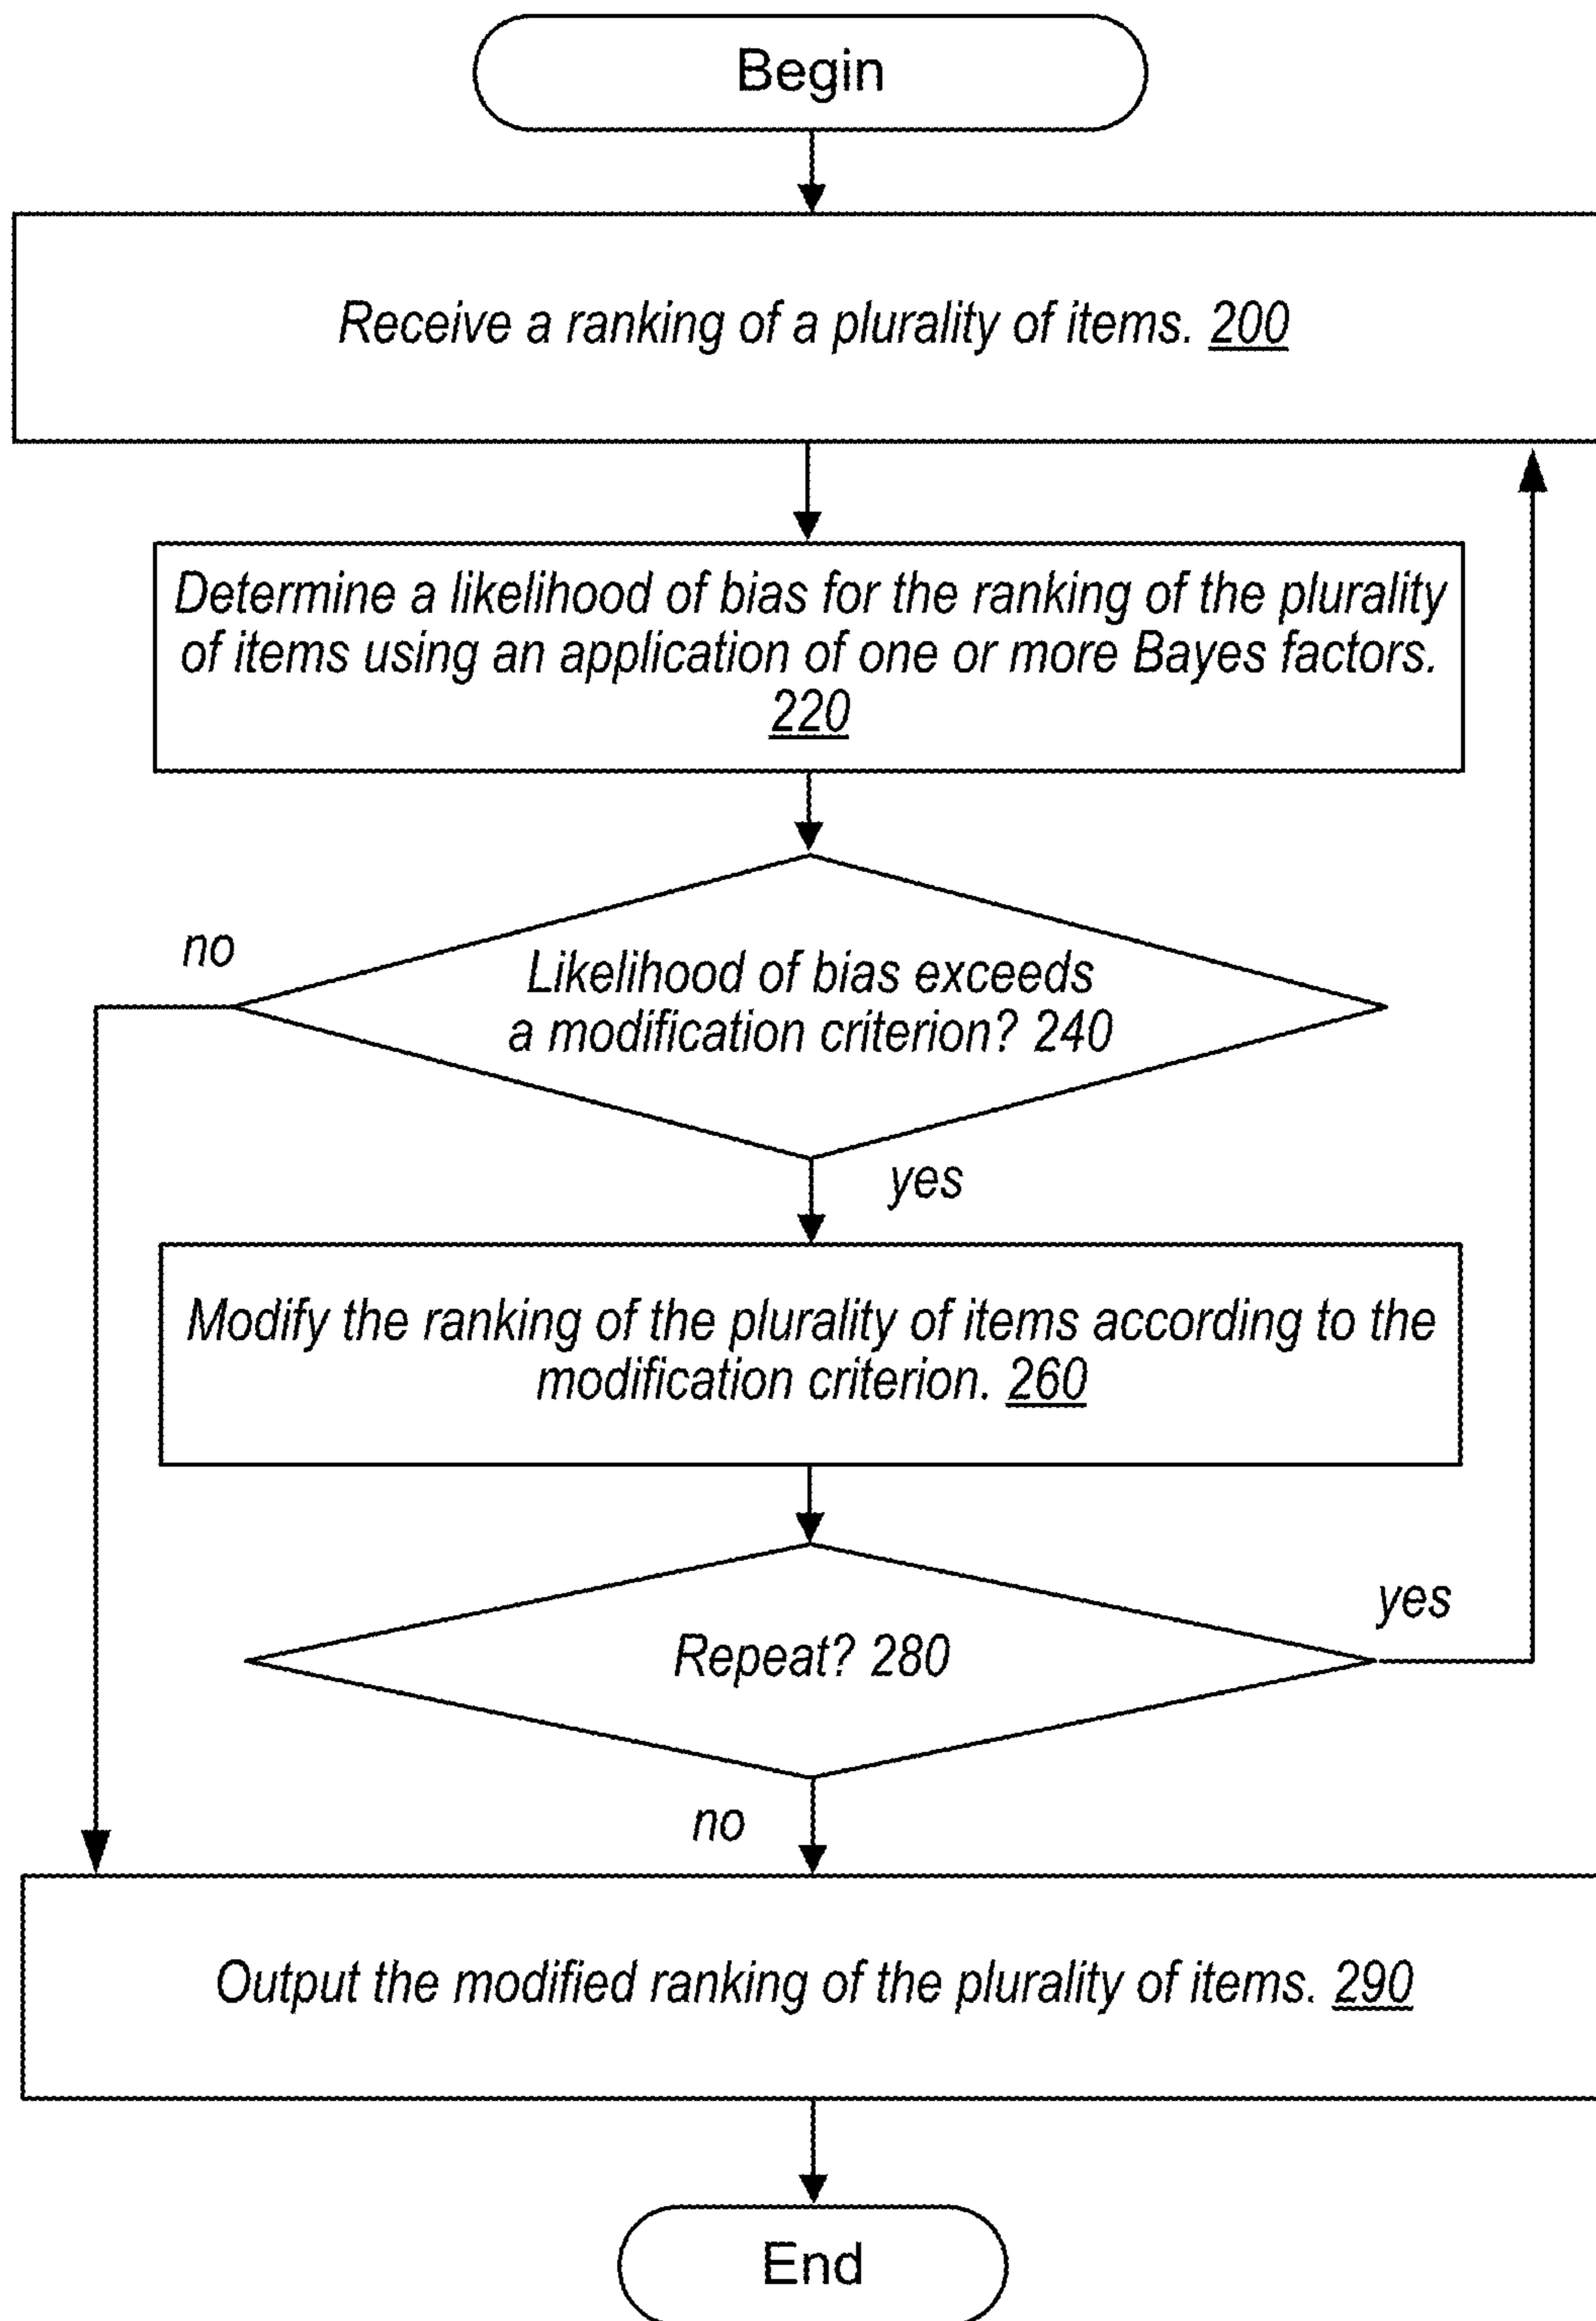 Begin
Receive a ranking of a plurality of items. 200
Determine a likelihood of bias for the ranking of the plurality
of items using an application of one or more Bayes factors.
220
no
Likelihood of bias exceeds
a modification criterion? 240
yes
Modify the ranking of the plurality of items according to the
modification criterion. 260
yes
Repeat? 280
no
Output the modified ranking of the plurality of items. 290
End